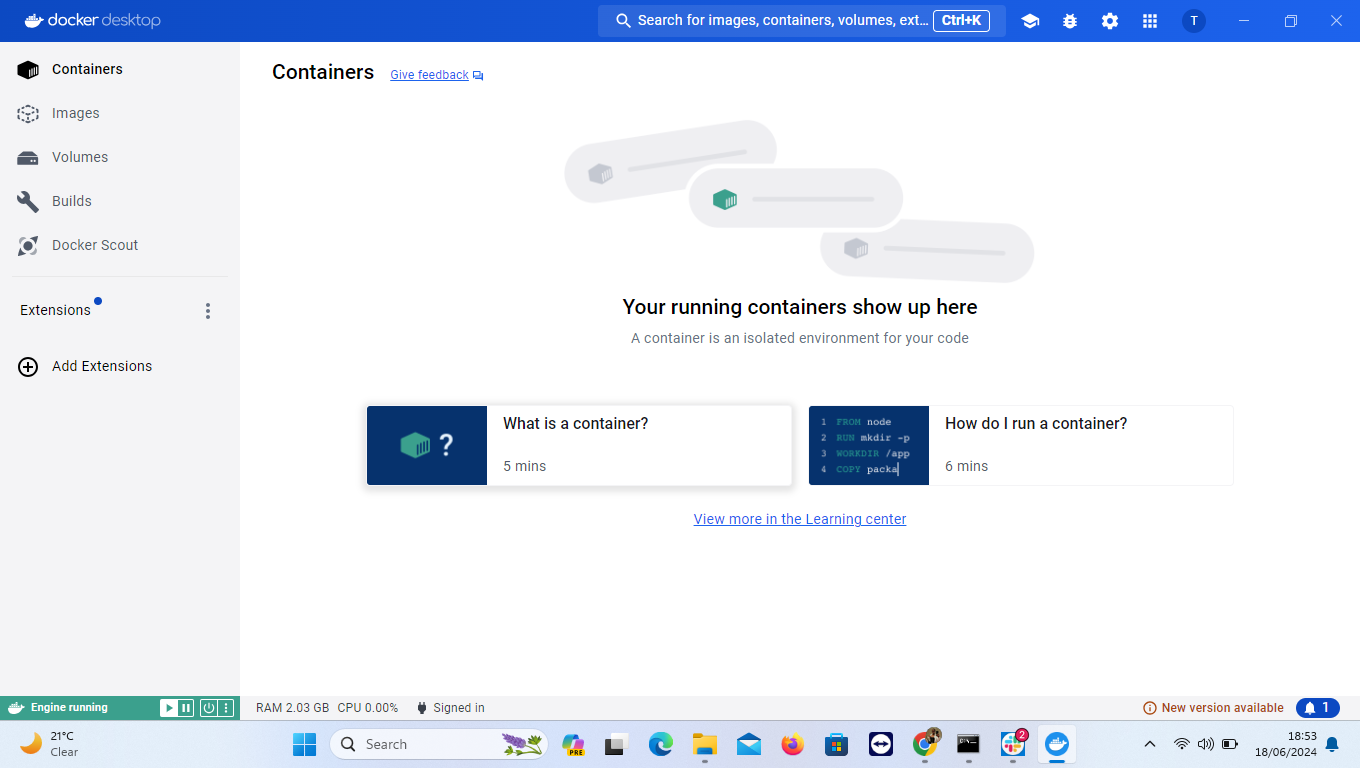 docker desktop
Search for images, containers, volumes, ext... Ctrl+K
T
Containers
Images
Volumes
Builds
Docker Scout
Extensions
Add Extensions
Containers Give feedback
Your running containers show up here
A container is an isolated environment for your code
?
What is a container?
5 mins
1 FROM node
2 RUN mkdir -p
3 WORKDIR /app
4 COPY packa
How do I run a container?
6 mins
View more in the Learning center
Engine running
RAM 2.03 GB CPU 0.00% Signed in
New version available
1
21°C
Clear
Search
PRE
2
18:53
18/06/2024